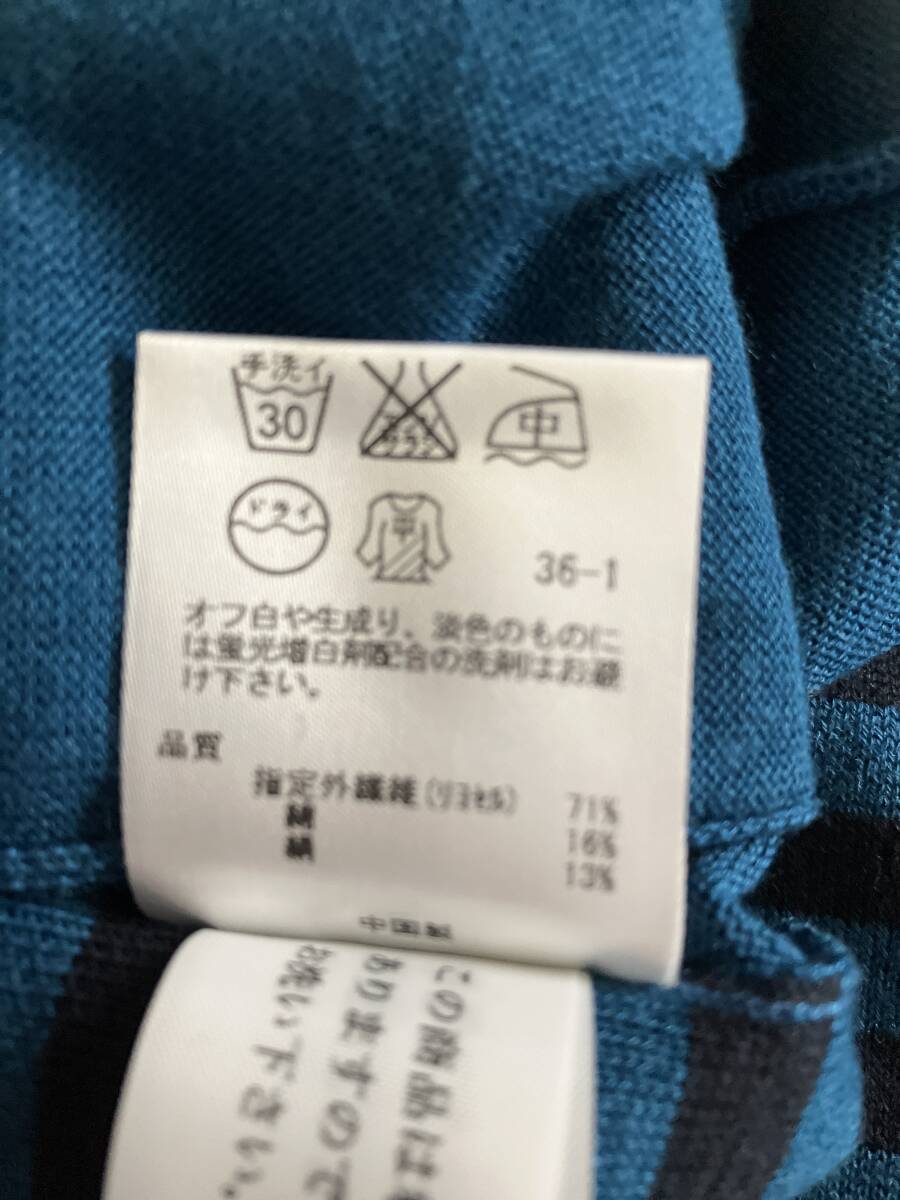 手洗イ
30
中
ドライ
36-1
オフ白や生成り、淡色のものに
は蛍光増白剤配合の洗剤はお避
け下さい。
品質
指定外繊維(リヨセル) 71%
綿 16%
絹 13%
中国製
この商品は
ありますので
お洗い下さい。